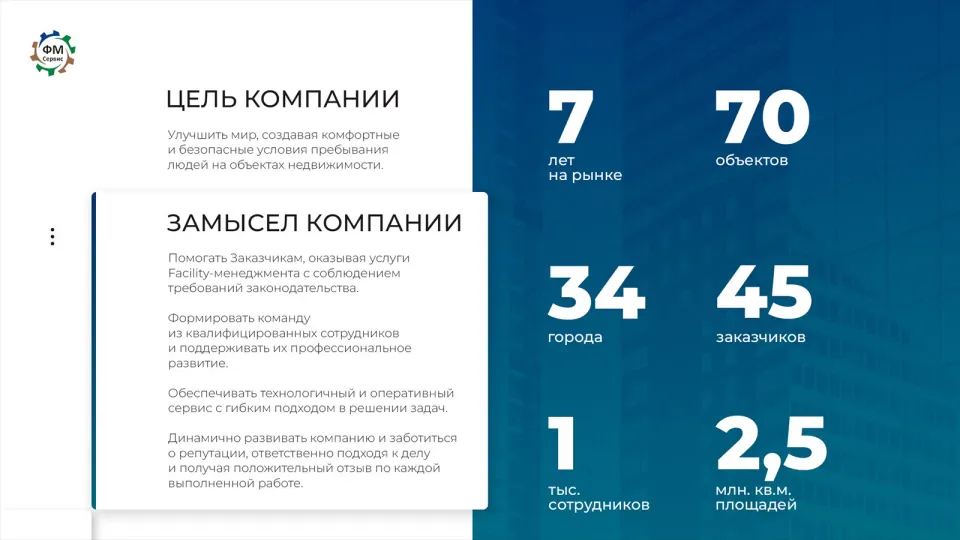 ФМ
Сервис
ЦЕЛЬ КОМПАНИИ
Улучшить мир, создавая комфортные
и безопасные условия пребывания
людей на объектах недвижимости.
ЗАМЫСЕЛ КОМПАНИИ
Помогать Заказчикам, оказывая услуги
Facility-менеджмента с соблюдением
требований законодательства.
Формировать команду
из квалифицированных сотрудников
и поддерживать их профессиональное
развитие.
Обеспечивать технологичный и оперативный
сервис с гибким подходом в решении задач.
Динамично развивать компанию и заботиться
о репутации, ответственно подходя к делу
и получая положительный отзыв по каждой
выполненной работе.
7
лет
на рынке
70
объектов
34
города
45
заказчиков
1
тыс.
сотрудников
2,5
млн. кв.м.
площадей